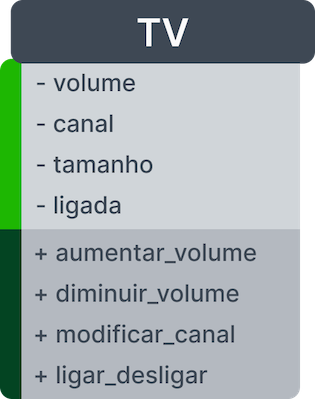 TV
- volume
- canal
- tamanho
- ligada
+ aumentar_volume
+ diminuir_volume
+ modificar_canal
+ ligar_desligar